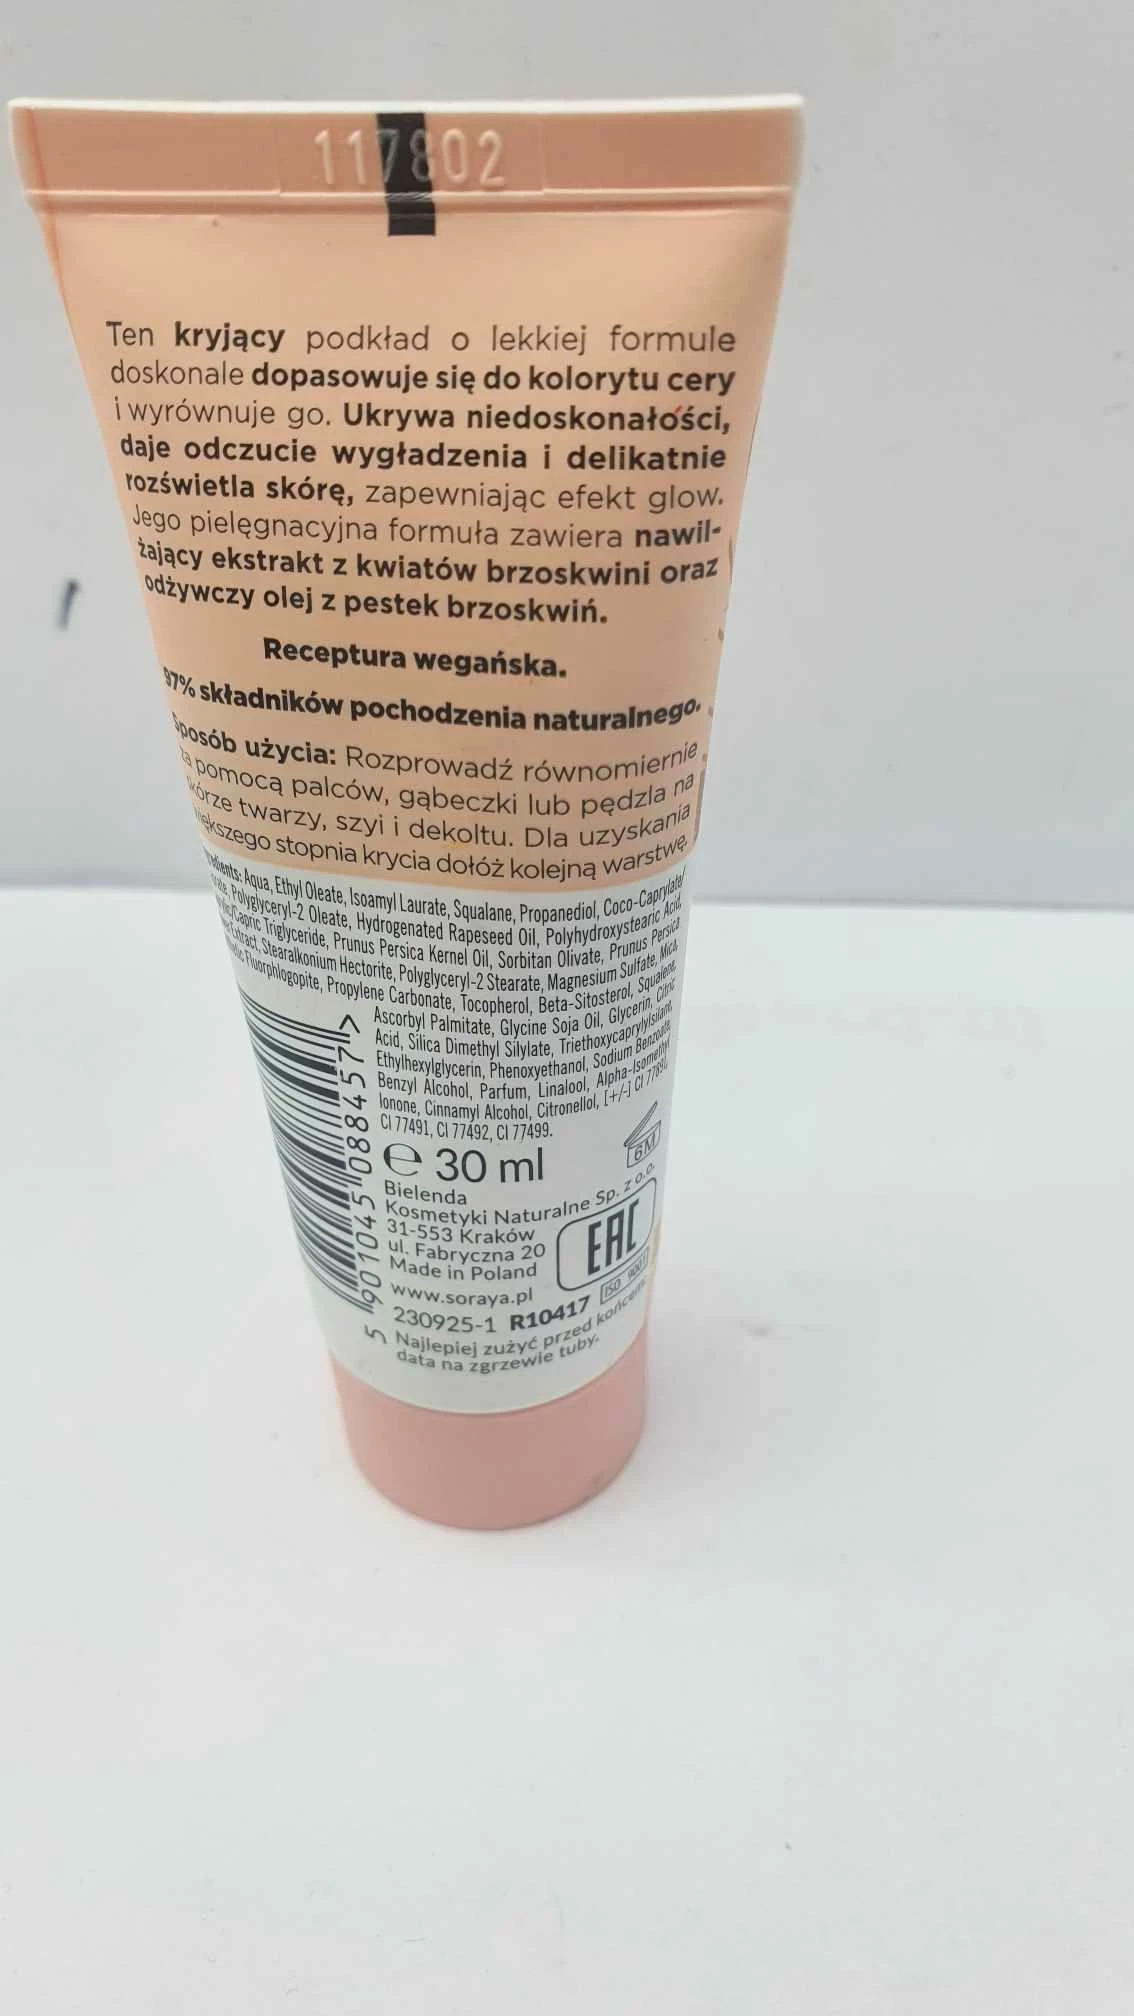 117802
Ten kryjący podkład o lekkiej formule
doskonale dopasowuje się do kolorytu cery
i wyrównuje go. Ukrywa niedoskonałości,
daje odczucie wygładzenia i delikatnie
rozświetla skórę, zapewniając efekt glow.
Jego pielęgnacyjna formuła zawiera nawil-
żający ekstrakt z kwiatów brzoskwini oraz
odżywczy olej z pestek brzoskwiń.
Receptura wegańska.
97% składników pochodzenia naturalnego.
Sposób użycia: Rozprowadź równomiernie
za pomocą palców, gąbeczki lub pędzla na
skórze twarzy, szyi i dekoltu. Dla uzyskania
większego stopnia krycia dołóż kolejną warstwę.
Aqua, Ethyl Oleate, Isoamyl Laurate, Squalane, Propanediol, Coco-Caprylate/
Polyglyceryl-2 Oleate, Hydrogenated Rapeseed Oil, Polyhydroxystearic Acid,
Triglyceride, Prunus Persica Kernel Oil, Sorbitan Olivate, Prunus Persica
Extract, Stearalkonium Hectorite, Polyglyceryl-2 Stearate, Magnesium Sulfate, Mica,
Fluorphlogopite, Propylene Carbonate, Tocopherol, Beta-Sitosterol, Squalene,
Ascorbyl Palmitate, Glycine Soja Oil, Glycerin, Citric
Acid, Silica Dimethyl Silylate, Triethoxycaprylylsilane,
Ethylhexylglycerin, Phenoxyethanol, Sodium Benzoate,
Benzyl Alcohol, Parfum, Linalool, Alpha-Isomethyl
Ionone, Cinnamyl Alcohol, Citronellol, [+/-] CI 77891,
CI 77491, CI 77492, CI 77499.
5 901045 088457 >
℮ 30 ml
6M
Bielenda
Kosmetyki Naturalne Sp. z o.o.
31-553 Kraków
ul. Fabryczna 20
Made in Poland
EAC
www.soraya.pl
ISO 9001
230925-1 R10417
Najlepiej zużyć przed końcem:
data na zgrzewie tuby.